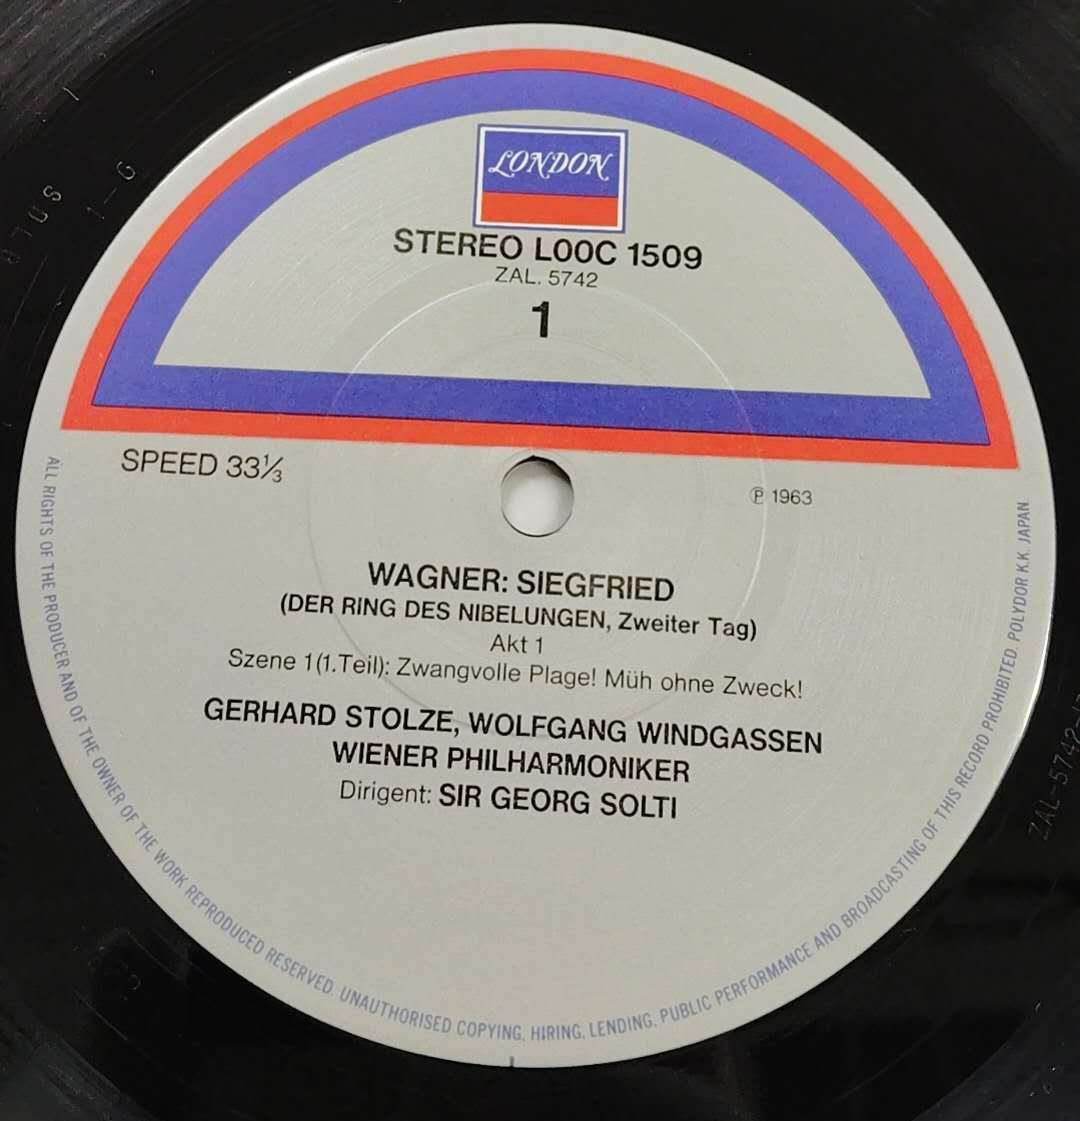 LONDON
STEREO L00C 1509
ZAL. 5742
1
SPEED 33⅓
℗ 1963
WAGNER: SIEGFRIED
(DER RING DES NIBELUNGEN, Zweiter Tag)
Akt 1
Szene 1(1.Teil): Zwangvolle Plage! Müh ohne Zweck!
GERHARD STOLZE, WOLFGANG WINDGASSEN
WIENER PHILHARMONIKER
Dirigent: SIR GEORG SOLTI
ALL RIGHTS OF THE PRODUCER AND OF THE OWNER OF THE WORK REPRODUCED RESERVED. UNAUTHORISED COPYING, HIRING, LENDING, PUBLIC PERFORMANCE AND BROADCASTING OF THIS RECORD PROHIBITED. POLYDOR K.K. JAPAN
1-G